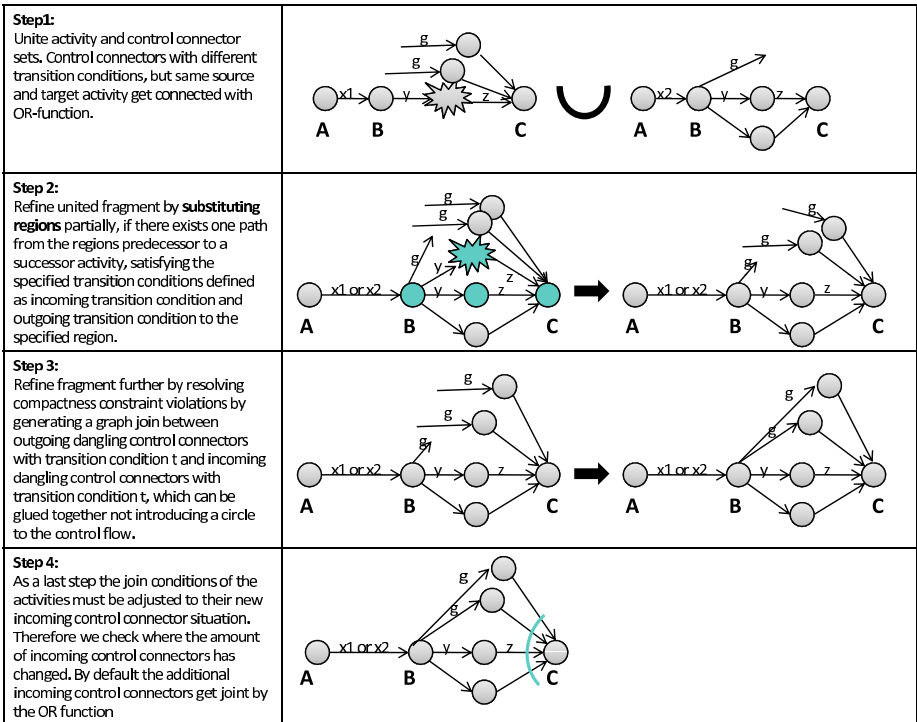 Step1:
Unite activity and control connector
sets. Control connectors with different
transition conditions, but same source
and target activity get connected with
OR-function.
g
g
x1
y
z
A
B
C
g
x2
y
z
A
B
C
Step 2:
Refine united fragment by substituting
regions partially, if there exists one path
from the regions predecessor to a
successor activity, satisfying the
specified transition conditions defined
as incoming transition condition and
outgoing transition condition to the
specified region.
g
g
g
y
z
x1 or x2
y
z
A
B
C
g
g
g
x1 or x2
y
z
A
B
C
Step 3:
Refine fragment further by resolving
compactness constraint violations by
generating a graph join between
outgoing dangling control connectors
with transition condition t and incoming
dangling control connectors with
transition condition t, which can be
glued together not introducing a circle
to the control flow.
g
g
g
x1 or x2
y
z
A
B
C
g
g
x1 or x2
y
z
A
B
C
Step 4:
As a last step the join conditions of the
activities must be adjusted to their new
incoming control connector situation.
Therefore we check where the amount
of incoming control connectors has
changed. By default the additional
incoming control connectors get joint by
the OR function
g
g
x1 or x2
y
z
A
B
C